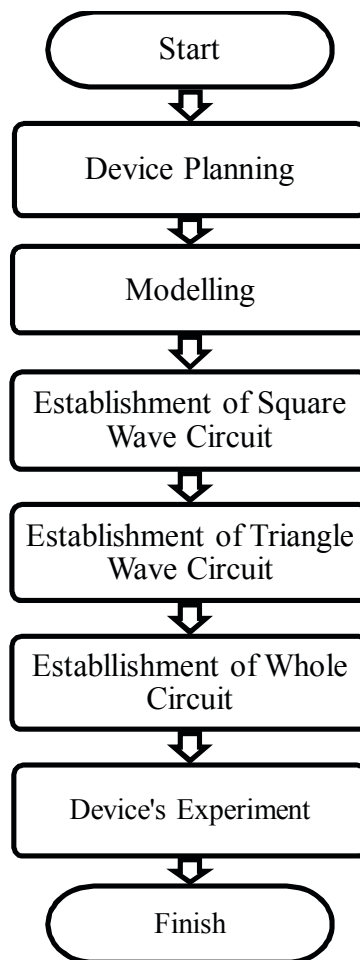 Start
Device Planning
Modelling
Establishment of Square
Wave Circuit
Establishment of Triangle
Wave Circuit
Establlishment of Whole
Circuit
Device's Experiment
Finish